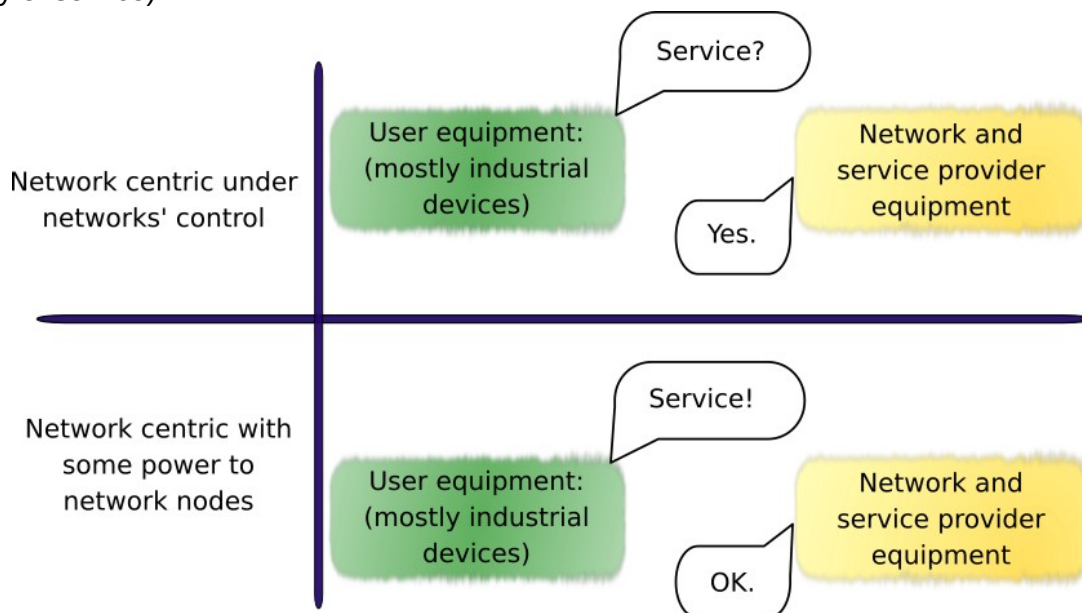 Service?
User equipment:
(mostly industrial
devices)
Network and
service provider
equipment
Network centric under
networks' control
Yes.
Service!
Network centric with
some power to
network nodes
User equipment:
(mostly industrial
devices)
Network and
service provider
equipment
OK.